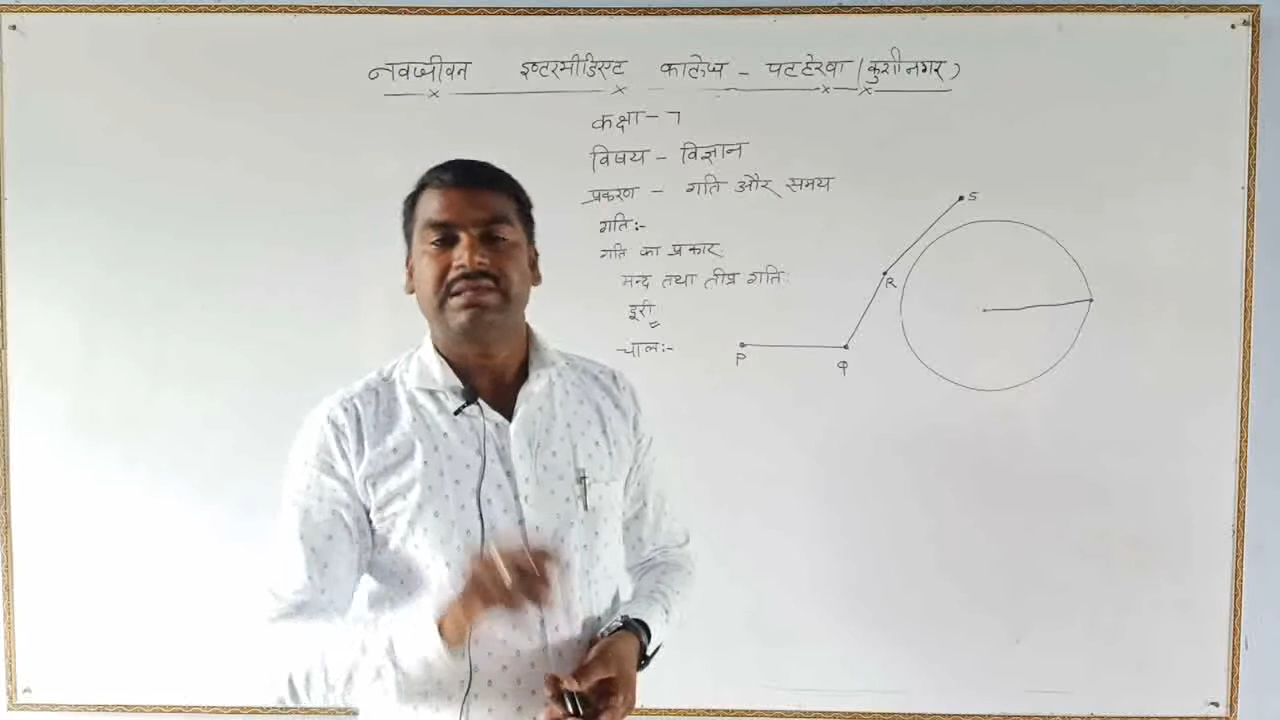 नवजीवन इण्टरमीडिएट कालेज - पटहेरवा (कुशीनगर)
कक्षा - 7
विषय - विज्ञान
प्रकरण - गति और समय
गति:-
गति का प्रकार:
मन्द तथा तीव्र गति:
दूरी
चाल:-
S
R
P
Q